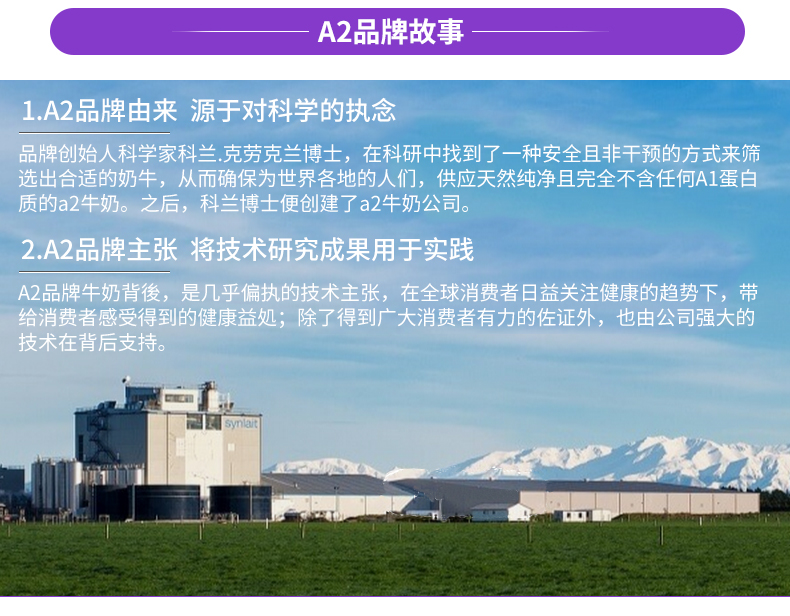 A2品牌故事
1.A2品牌由来 源于对科学的执念
品牌创始人科学家科兰.克劳克兰博士，在科研中找到了一种安全且非干预的方式来筛
选出合适的奶牛，从而确保为世界各地的人们，供应天然纯净且完全不含任何A1蛋白
质的a2牛奶。之后，科兰博士便创建了a2牛奶公司。
2.A2品牌主张 将技术研究成果用于实践
A2品牌牛奶背後，是几乎偏执的技术主张，在全球消费者日益关注健康的趋势下，带
给消费者感受得到的健康益処；除了得到广大消费者有力的佐证外，也由公司强大的
技术在背后支持。
synlait